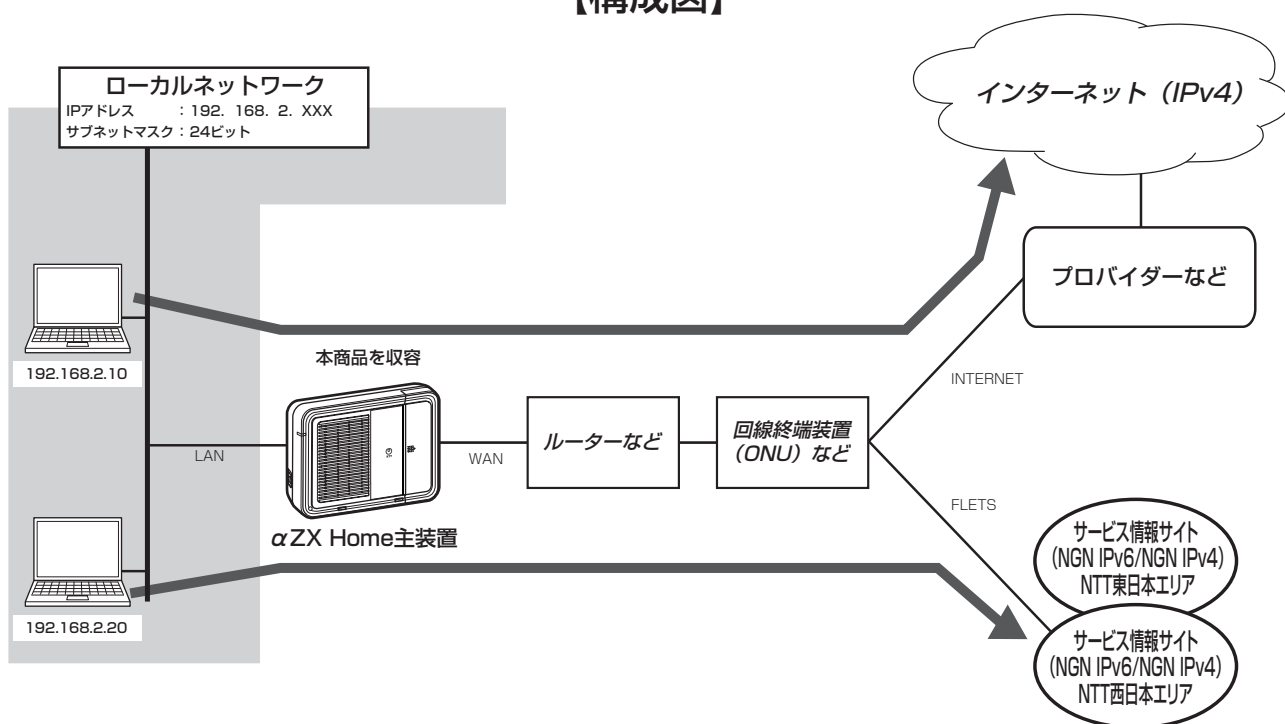 【構成図】
ローカルネットワーク
IPアドレス　　：192. 168. 2. XXX
サブネットマスク：24ビット
インターネット（IPv4）
プロバイダーなど
192.168.2.10
本商品を収容
INTERNET
LAN
WAN
ルーターなど
回線終端装置
（ONU）など
αZX Home主装置
FLETS
サービス情報サイト
(NGN IPv6/NGN IPv4)
NTT東日本エリア
192.168.2.20
サービス情報サイト
(NGN IPv6/NGN IPv4)
NTT西日本エリア